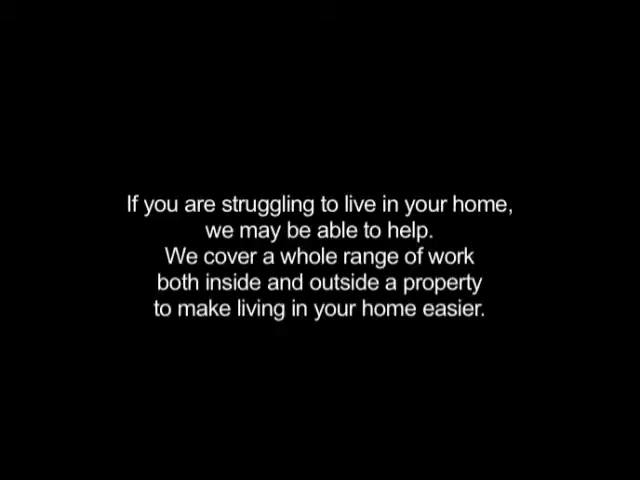 If you are struggling to live in your home,
we may be able to help.
We cover a whole range of work
both inside and outside a property
to make living in your home easier.